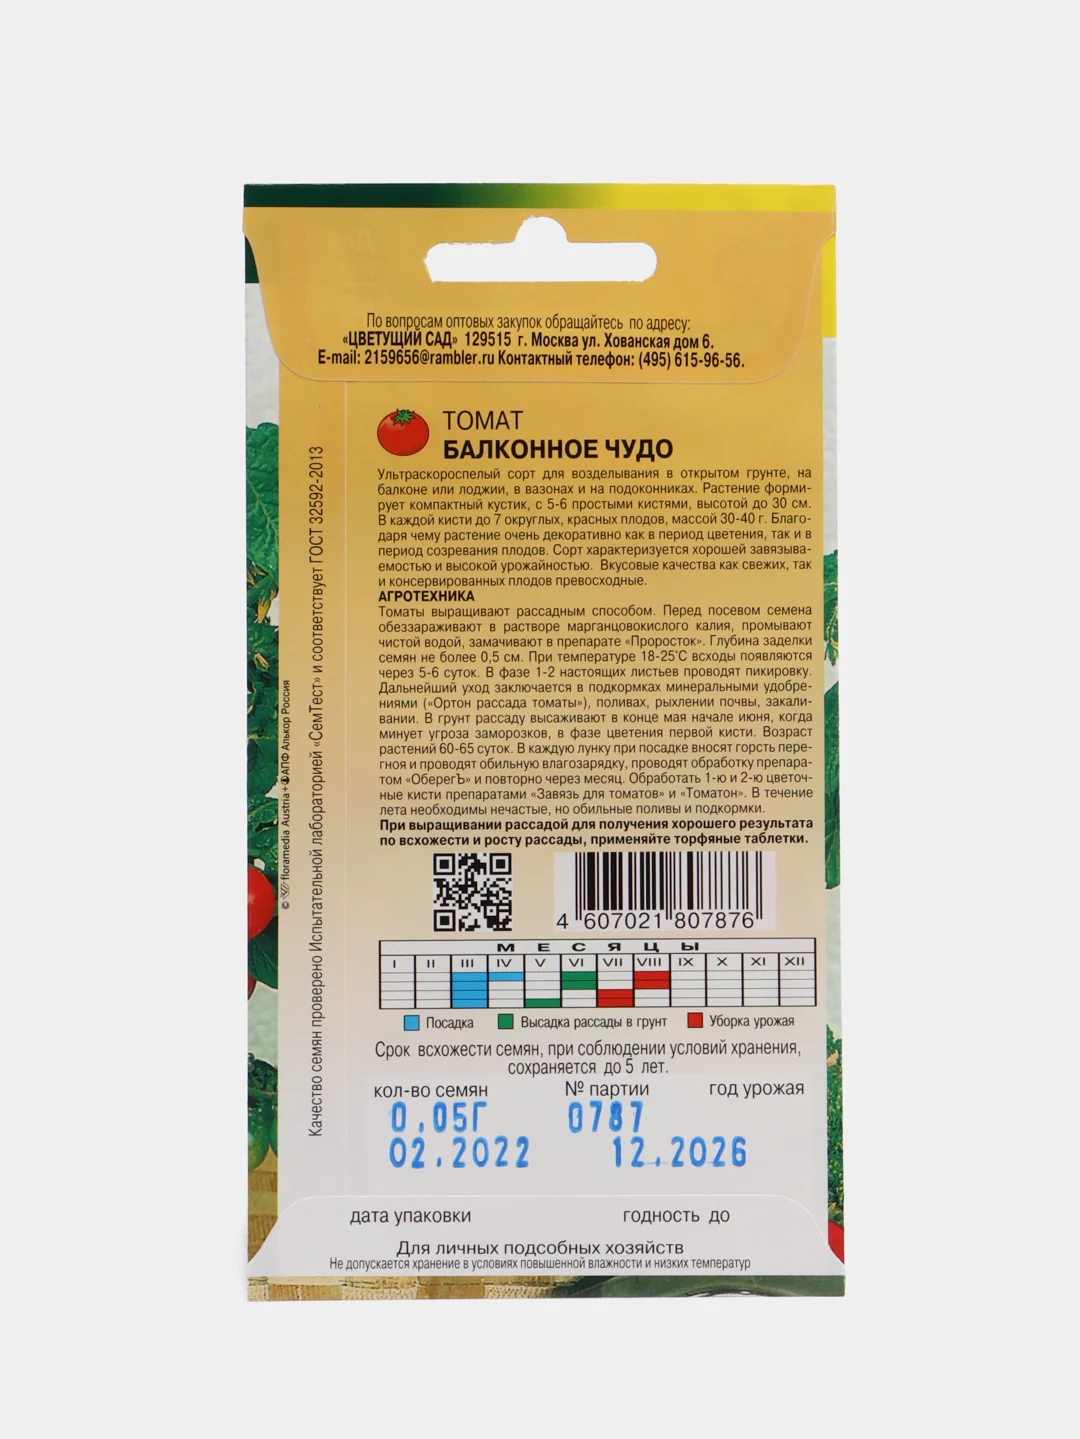 По вопросам оптовых закупок обращайтесь по адресу:
«ЦВЕТУЩИЙ САД» 129515 г. Москва ул. Хованская дом 6.
E-mail: 2159656@rambler.ru Контактный телефон: (495) 615-96-56.
ТОМАТ
БАЛКОННОЕ ЧУДО
Ультраскороспелый сорт для возделывания в открытом грунте, на
балконе или лоджии, в вазонах и на подоконниках. Растение форми-
рует компактный кустик, с 5-6 простыми кистями, высотой до 30 см.
В каждой кисти до 7 округлых, красных плодов, массой 30-40 г. Благо-
даря чему растение очень декоративно как в период цветения, так и в
период созревания плодов. Сорт характеризуется хорошей завязыва-
емостью и высокой урожайностью. Вкусовые качества как свежих, так
и консервированных плодов превосходные.
АГРОТЕХНИКА
Томаты выращивают рассадным способом. Перед посевом семена
обеззараживают в растворе марганцовокислого калия, промывают
чистой водой, замачивают в препарате «Проросток». Глубина заделки
семян не более 0,5 см. При температуре 18-25°С всходы появляются
через 5-6 суток. В фазе 1-2 настоящих листьев проводят пикировку.
Дальнейший уход заключается в подкормках минеральными удобре-
ниями («Ортон рассада томаты»), поливах, рыхлении почвы, закали-
вании. В грунт рассаду высаживают в конце мая начале июня, когда
минует угроза заморозков, в фазе цветения первой кисти. Возраст
растений 60-65 суток. В каждую лунку при посадке вносят горсть пере-
гноя и проводят обильную влагозарядку, проводят обработку препара-
том «ОберегЪ» и повторно через месяц. Обработать 1-ю и 2-ю цветоч-
ные кисти препаратами «Завязь для томатов» и «Томатон». В течение
лета необходимы нечастые, но обильные поливы и подкормки.
При выращивании рассадой для получения хорошего результата
по всхожести и росту рассады, применяйте торфяные таблетки.
4 607021 807876
МЕСЯЦЫ
I II III IV V VI VII VIII IX X XI XII
Посадка Высадка рассады в грунт Уборка урожая
Срок всхожести семян, при соблюдении условий хранения,
сохраняется до 5 лет.
кол-во семян № партии год урожая
0.05Г 0787
02.2022 12.2026
дата упаковки годность до
Для личных подсобных хозяйств
Не допускается хранение в условиях повышенной влажности и низких температур
Качество семян проверено Испытательной лабораторией «СемТест» и соответствует ГОСТ 32592-2013
© floramedia Austria + АПФ Алькор Россия